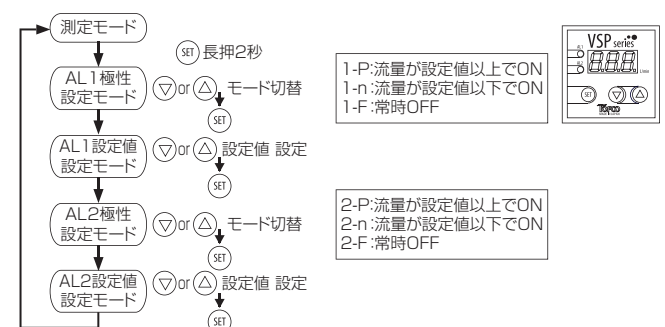 測定モード
SET 長押2秒
AL1極性
設定モード
▽or△ モード切替
SET
AL1設定値
設定モード
▽or△ 設定値 設定
SET
AL2極性
設定モード
▽or△ モード切替
SET
AL2設定値
設定モード
▽or△ 設定値 設定
SET
1-P:流量が設定値以上でON
1-n:流量が設定値以下でON
1-F:常時OFF
2-P:流量が設定値以上でON
2-n:流量が設定値以下でON
2-F:常時OFF
VSP series
AL1
AL2
8.8.8.
L/min
SET ▽ △
TOFCO